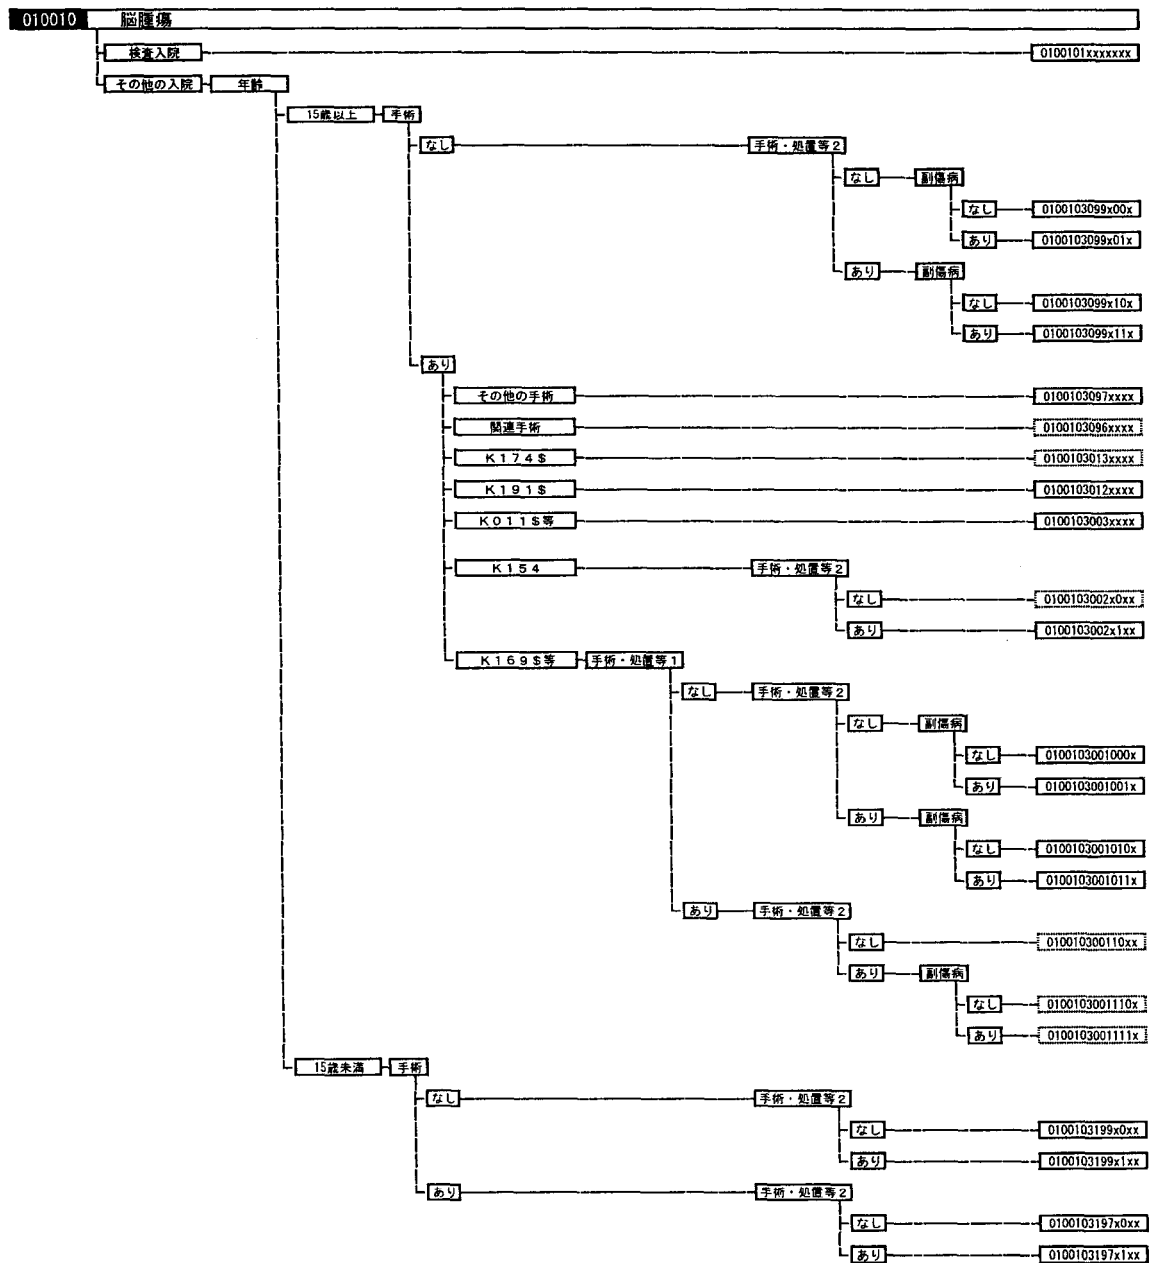 010010 脳腫瘍
検査入院 0100101xxxxxxx
その他の入院 年齢
15歳以上 手術
なし 手術・処置等2
なし 副傷病
なし 0100103099x00x
あり 0100103099x01x
あり 副傷病
なし 0100103099x10x
あり 0100103099x11x
あり
その他の手術 0100103097xxxx
関連手術 0100103096xxxx
K174$ 0100103013xxxx
K191$ 0100103012xxxx
K011$等 0100103003xxxx
K154 手術・処置等2
なし 0100103002x0xx
あり 0100103002x1xx
K169$等 手術・処置等1
なし 手術・処置等2
なし 副傷病
なし 0100103001000x
あり 0100103001001x
あり 副傷病
なし 0100103001010x
あり 0100103001011x
あり 手術・処置等2
なし 010010300110xx
あり 副傷病
なし 0100103001110x
あり 0100103001111x
15歳未満 手術
なし 手術・処置等2
なし 0100103199x0xx
あり 0100103199x1xx
あり 手術・処置等2
なし 0100103197x0xx
あり 0100103197x1xx